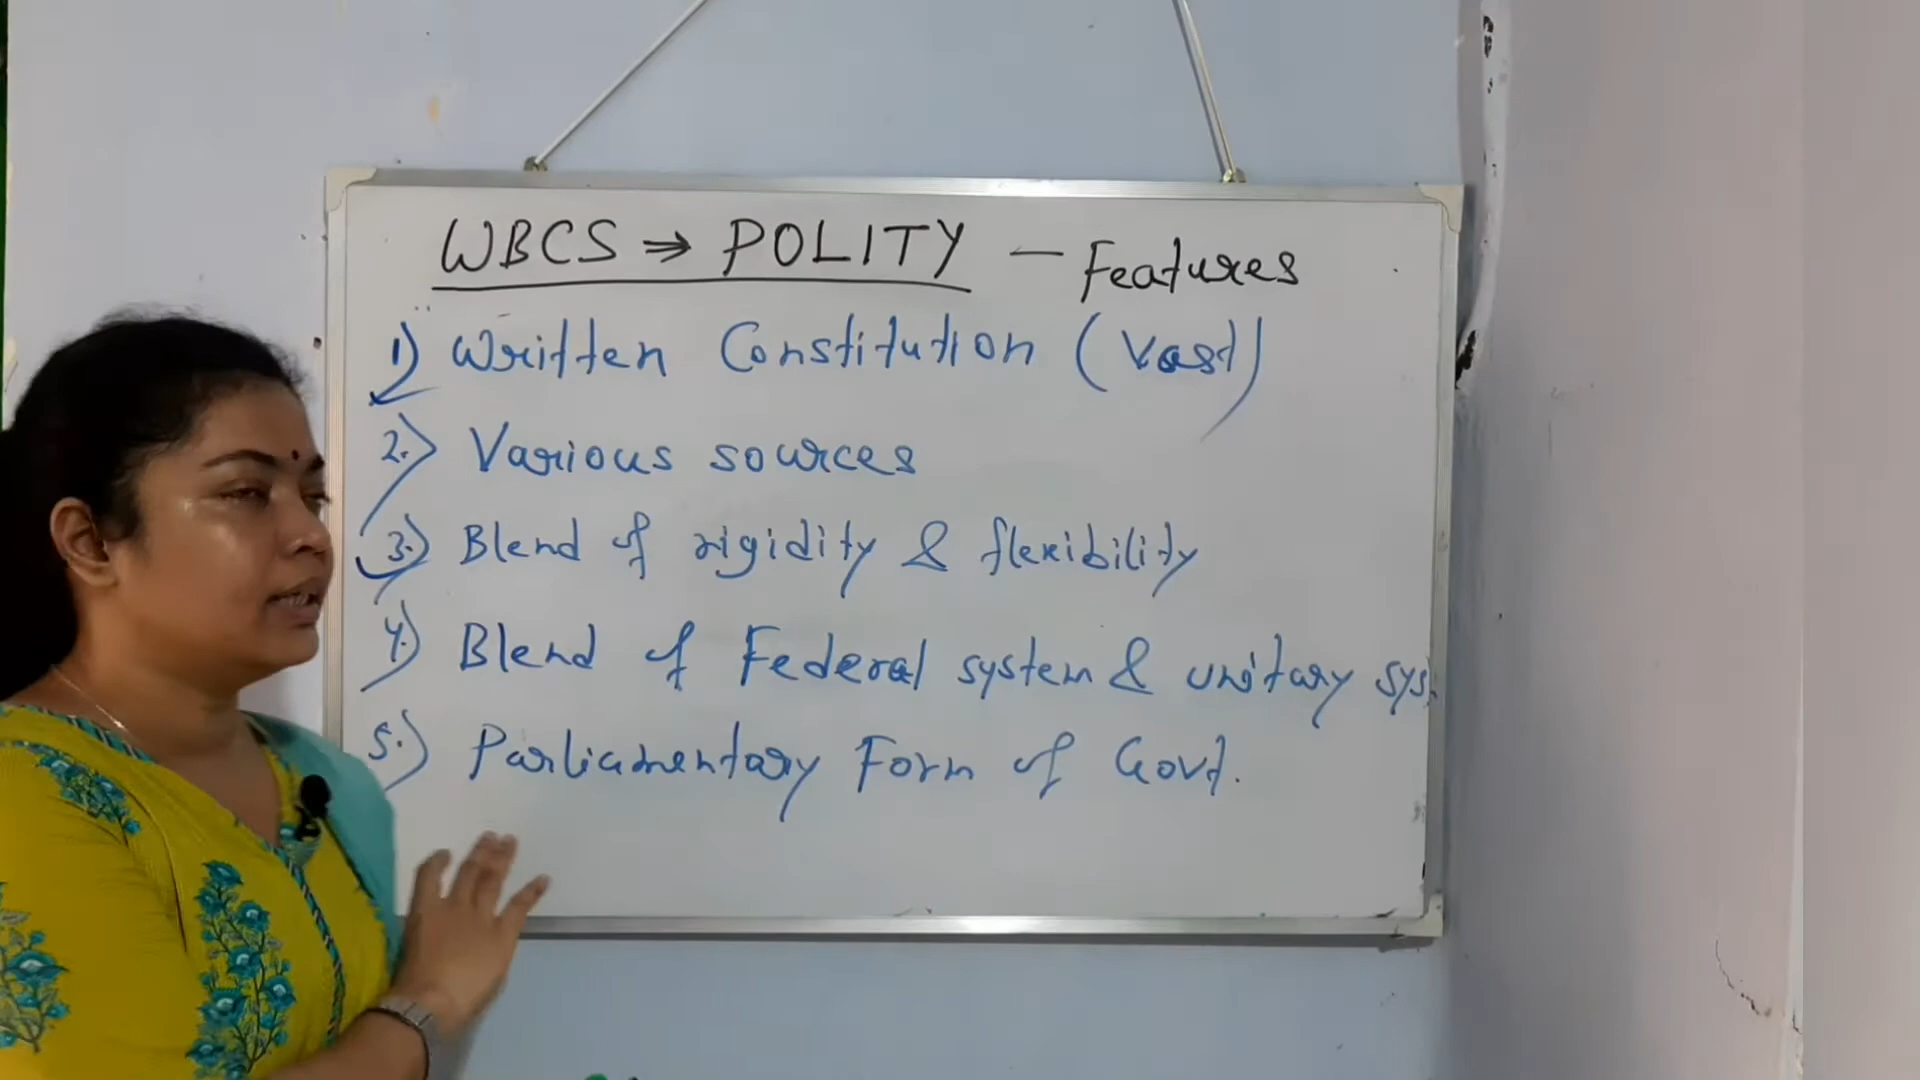 WBCS ⇒ POLITY — Features
1) Written Constitution (Vast)
2.) Various sources
3.) Blend of rigidity & flexibility
4.) Blend of Federal system & unitary sys.
5.) Parliamentary Form of Govt.